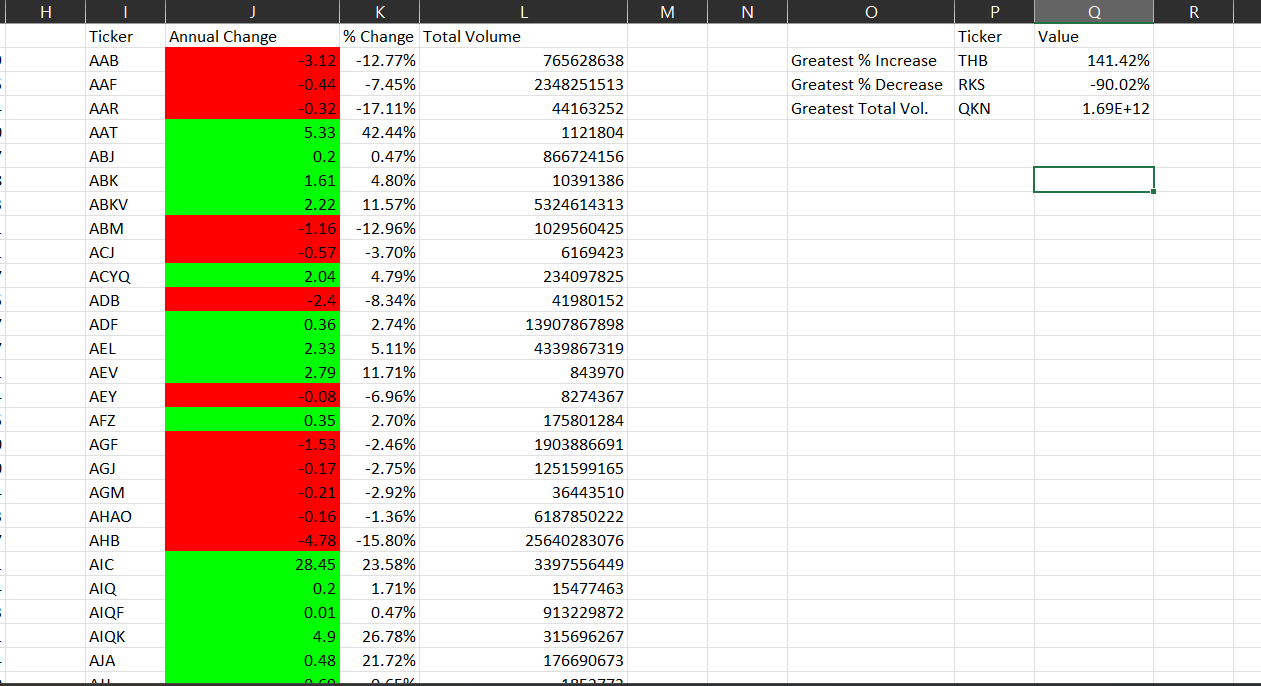 H I J K L M N O P Q R
Ticker Annual Change % Change Total Volume Ticker Value
AAB -3.12 -12.77% 765628638 Greatest % Increase THB 141.42%
AAF -0.44 -7.45% 2348251513 Greatest % Decrease RKS -90.02%
AAR -0.32 -17.11% 44163252 Greatest Total Vol. QKN 1.69E+12
AAT 5.33 42.44% 1121804
ABJ 0.2 0.47% 866724156
ABK 1.61 4.80% 10391386
ABKV 2.22 11.57% 5324614313
ABM -1.16 -12.96% 1029560425
ACJ -0.57 -3.70% 6169423
ACYQ 2.04 4.79% 234097825
ADB -2.4 -8.34% 41980152
ADF 0.36 2.74% 13907867898
AEL 2.33 5.11% 4339867319
AEV 2.79 11.71% 843970
AEY -0.08 -6.96% 8274367
AFZ 0.35 2.70% 175801284
AGF -1.53 -2.46% 1903886691
AGJ -0.17 -2.75% 1251599165
AGM -0.21 -2.92% 36443510
AHAO -0.16 -1.36% 6187850222
AHB -4.78 -15.80% 25640283076
AIC 28.45 23.58% 3397556449
AIQ 0.2 1.71% 15477463
AIQF 0.01 0.47% 913229872
AIQK 4.9 26.78% 315696267
AJA 0.48 21.72% 176690673